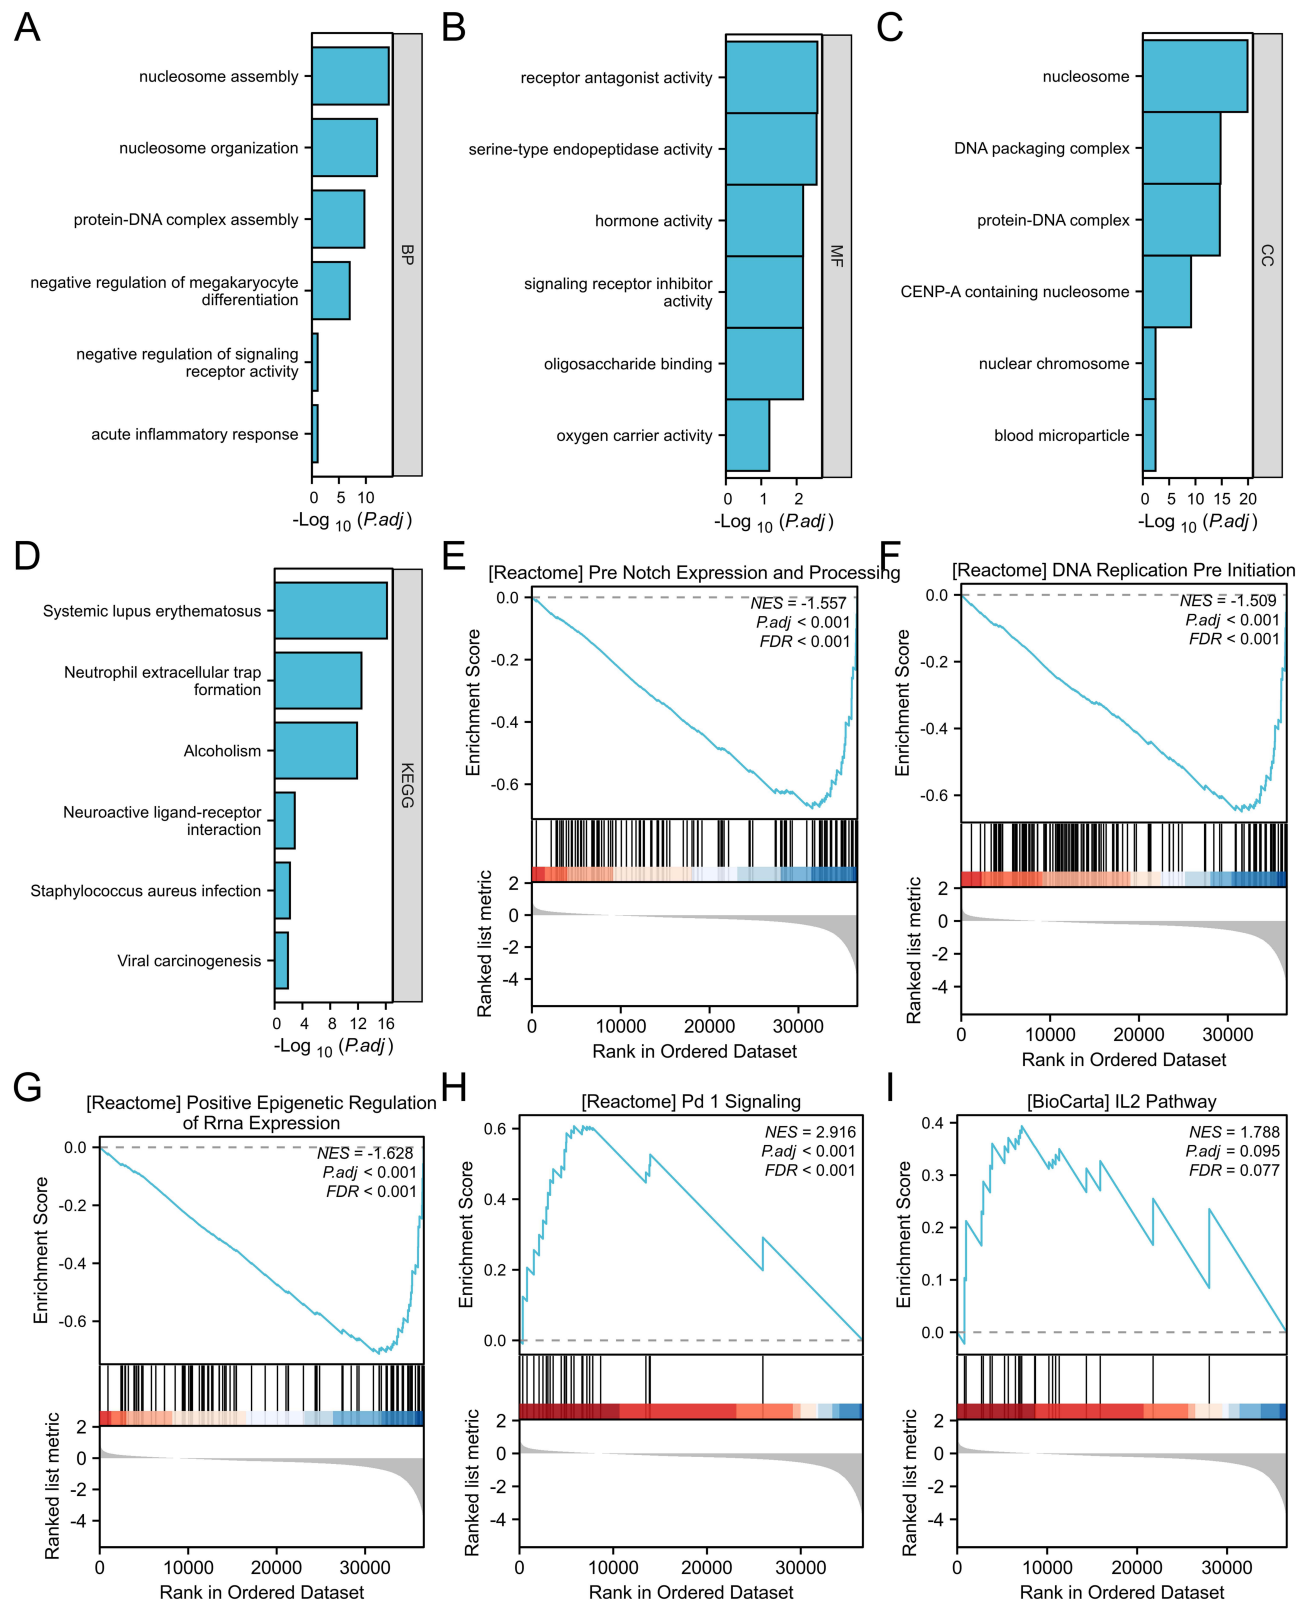 A
nucleosome assembly
nucleosome organization
protein-DNA complex assembly
negative regulation of megakaryocyte
differentiation
negative regulation of signaling
receptor activity
acute inflammatory response
BP
0 5 10
-Log 10 (P.adj)
B
receptor antagonist activity
serine-type endopeptidase activity
hormone activity
signaling receptor inhibitor
activity
oligosaccharide binding
oxygen carrier activity
MF
0 1 2
-Log 10 (P.adj)
C
nucleosome
DNA packaging complex
protein-DNA complex
CENP-A containing nucleosome
nuclear chromosome
blood microparticle
CC
0 5 10 15 20
-Log 10 (P.adj)
D
Systemic lupus erythematosus
Neutrophil extracellular trap
formation
Alcoholism
Neuroactive ligand-receptor
interaction
Staphylococcus aureus infection
Viral carcinogenesis
KEGG
0 4 8 12 16
-Log 10 (P.adj)
E
[Reactome] Pre Notch Expression and Processing
NES = -1.557
P.adj < 0.001
FDR < 0.001
Enrichment Score
0.0
-0.2
-0.4
-0.6
Ranked list metric
2
0
-2
-4
0 10000 20000 30000
Rank in Ordered Dataset
F
[Reactome] DNA Replication Pre Initiation
NES = -1.509
P.adj < 0.001
FDR < 0.001
Enrichment Score
0.0
-0.2
-0.4
-0.6
Ranked list metric
2
0
-2
-4
0 10000 20000 30000
Rank in Ordered Dataset
G
[Reactome] Positive Epigenetic Regulation
of Rrna Expression
NES = -1.628
P.adj < 0.001
FDR < 0.001
Enrichment Score
0.0
-0.2
-0.4
-0.6
Ranked list metric
2
0
-2
-4
0 10000 20000 30000
Rank in Ordered Dataset
H
[Reactome] Pd 1 Signaling
NES = 2.916
P.adj < 0.001
FDR < 0.001
Enrichment Score
0.6
0.4
0.2
0.0
Ranked list metric
2
0
-2
-4
0 10000 20000 30000
Rank in Ordered Dataset
I
[BioCarta] IL2 Pathway
NES = 1.788
P.adj = 0.095
FDR = 0.077
Enrichment Score
0.4
0.3
0.2
0.1
0.0
Ranked list metric
2
0
-2
-4
0 10000 20000 30000
Rank in Ordered Dataset